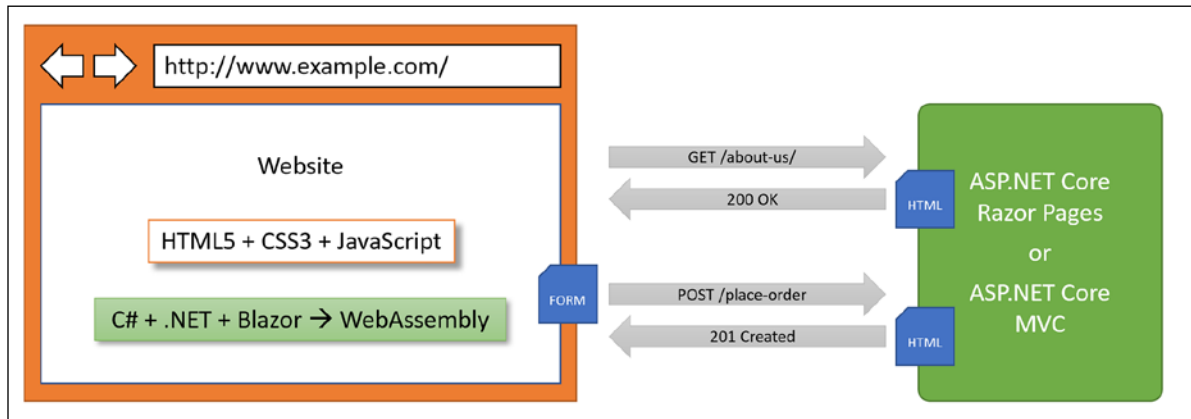 http://www.example.com/
Website
HTML5 + CSS3 + JavaScript
C# + .NET + Blazor → WebAssembly
FORM
GET /about-us/
200 OK
HTML
POST /place-order
201 Created
HTML
ASP.NET Core
Razor Pages
or
ASP.NET Core
MVC